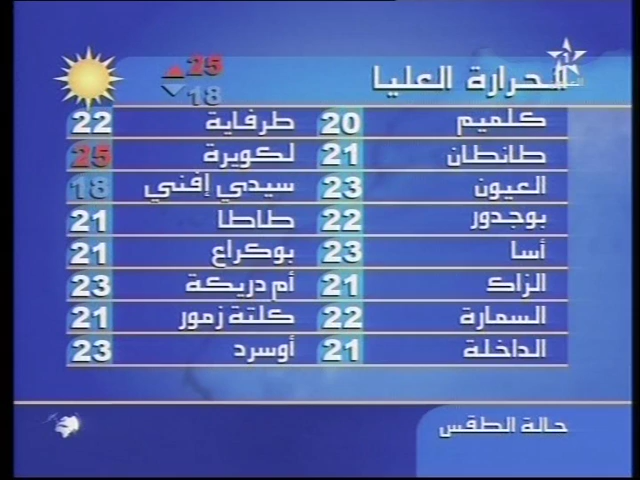 الحرارة العليا
25
18
كلميم 20 طرفاية 22
طانطان 21 لكويرة 25
العيون 23 سيدي إفني 18
بوجدور 22 طاطا 21
أسا 23 بوكراع 21
الزاك 21 أم دريكة 23
السمارة 22 كلتة زمور 21
الداخلة 21 أوسرد 23
حالة الطقس